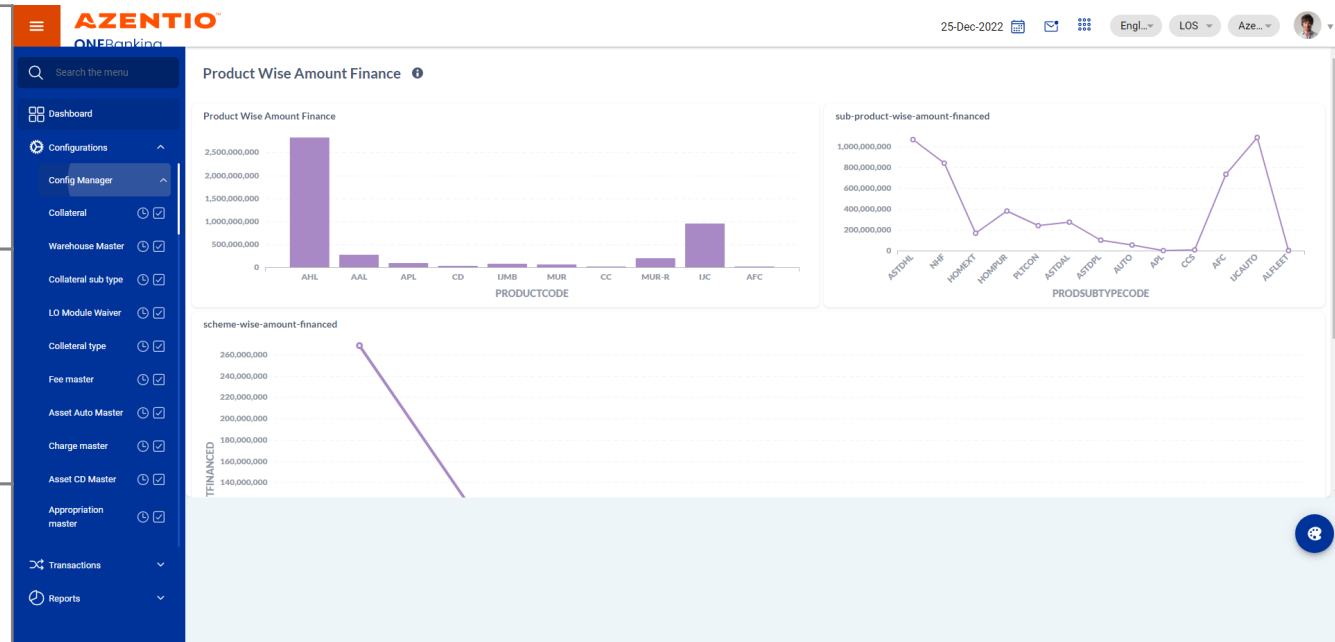 AZENTIO™
ONEBanking
25-Dec-2022
Engl...
LOS
Aze...
Search the menu
Dashboard
Configurations
Config Manager
Collateral
Warehouse Master
Collateral sub type
LO Module Waiver
Colleteral type
Fee master
Asset Auto Master
Charge master
Asset CD Master
Appropriation
master
Transactions
Reports
Product Wise Amount Finance
Product Wise Amount Finance
2,500,000,000
2,000,000,000
1,500,000,000
1,000,000,000
500,000,000
0
AHL AAL APL CD IJMB MUR CC MUR-R IJC AFC
PRODUCTCODE
sub-product-wise-amount-financed
1,000,000,000
800,000,000
600,000,000
400,000,000
200,000,000
0
ASTDHL NHF HOMEXT HOMPUR PLTCON ASTDAL ASTDPL AUTO APL CCS AFC IJCAUTO ALFLEET
PRODSUBTYPECODE
scheme-wise-amount-financed
260,000,000
240,000,000
220,000,000
200,000,000
180,000,000
160,000,000
140,000,000
TFINANCED